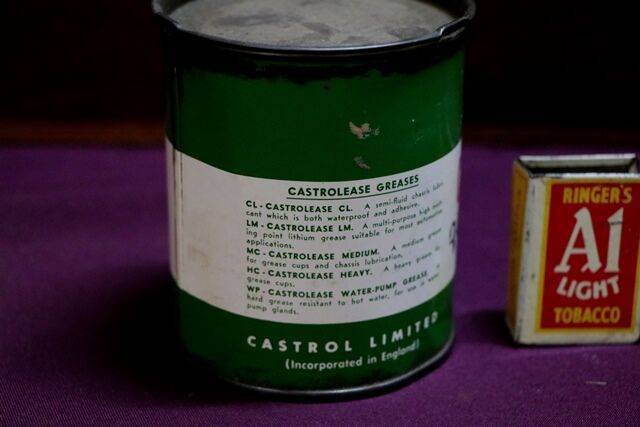 CASTROLEASE GREASES
CL - CASTROLEASE CL. A semi-fluid chassis lubri-
cant which is both waterproof and adhesive.
LM - CASTROLEASE LM. A multi-purpose high melt-
ing point lithium grease suitable for most automotive
applications.
MC - CASTROLEASE MEDIUM. A medium grease
for grease cups and chassis lubrication.
HC - CASTROLEASE HEAVY. A heavy grease for
grease cups.
WP - CASTROLEASE WATER-PUMP GREASE. A
hard grease resistant to hot water, for use in water
pump glands.
CASTROL LIMITED
(Incorporated in England)
RINGER'S
A1
LIGHT
TOBACCO